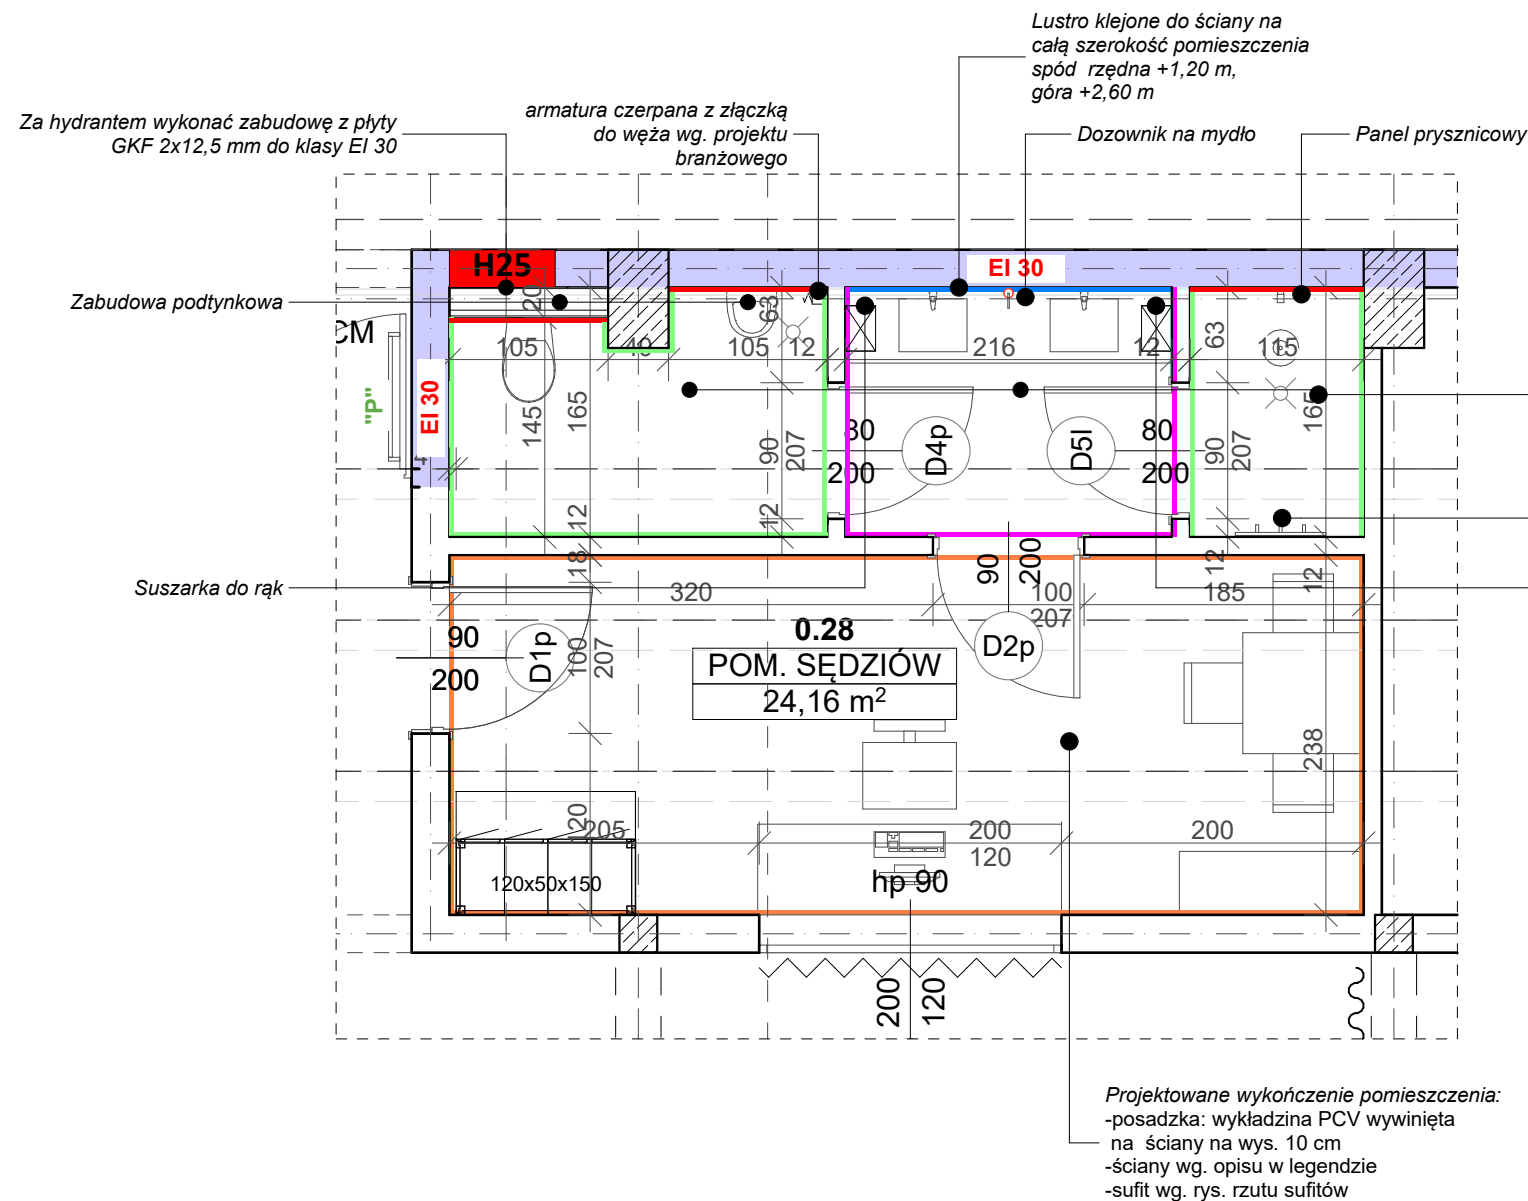 Lustro klejone do ściany na
całą szerokość pomieszczenia
spód rzędna +1,20 m,
góra +2,60 m
Za hydrantem wykonać zabudowę z płyty
GKF 2x12,5 mm do klasy EI 30
armatura czerpana z złączką
do węża wg. projektu
branżowego
Dozownik na mydło
Panel prysznicowy
H25
EI 30
Zabudowa podtynkowa
20
63
63
CM
105
105
12
216
12
115
"P"
EI 30
145
165
90
207
80
200
D4p
D5l
80
200
90
207
165
12
12
18
90
200
12
12
Suszarka do rąk
320
100
207
185
0.28
POM. SĘDZIÓW
24,16 m²
90
200
D1p
100
207
D2p
238
120
205
200
120
200
120x50x150
hp 90
200
120
Projektowane wykończenie pomieszczenia:
-posadzka: wykładzina PCV wywinięta
na ściany na wys. 10 cm
-ściany wg. opisu w legendzie
-sufit wg. rys. rzutu sufitów